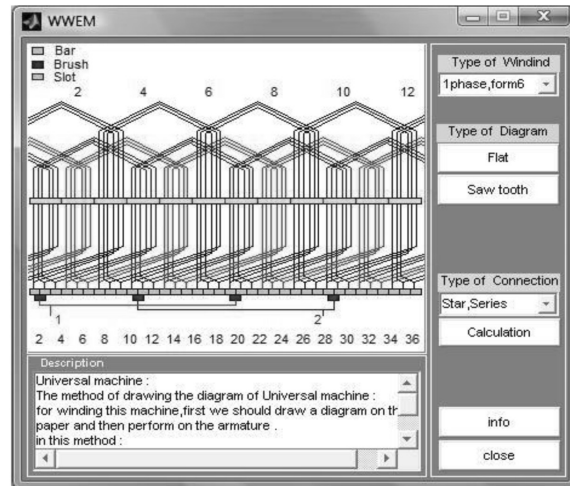 WWEM
Bar
Brush
Slot
2 4 6 8 10 12
1 2
2 4 6 8 10 12 14 16 18 20 22 24 26 28 30 32 34 36
Description
Universal machine :
The method of drawing the diagram of Universal machine :
for winding this machine,first we should draw a diagram on th
paper and then perform on the armature .
in this method :
Type of Windind
1phase,form6
Type of Diagram
Flat
Saw tooth
Type of Connection
Star,Series
Calculation
info
close